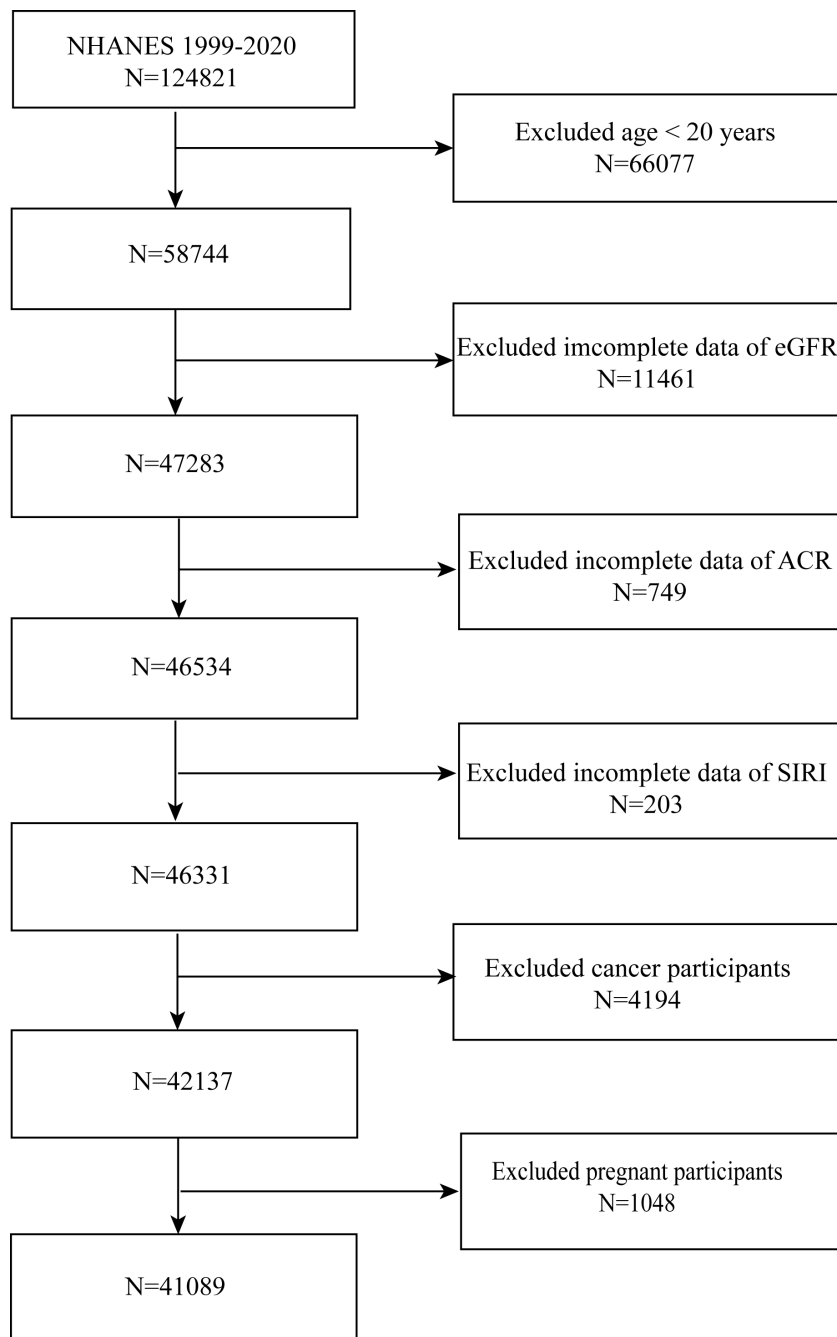 NHANES 1999-2020
N=124821
Excluded age < 20 years
N=66077
N=58744
Excluded imcomplete data of eGFR
N=11461
N=47283
Excluded incomplete data of ACR
N=749
N=46534
Excluded incomplete data of SIRI
N=203
N=46331
Excluded cancer participants
N=4194
N=42137
Excluded pregnant participants
N=1048
N=41089